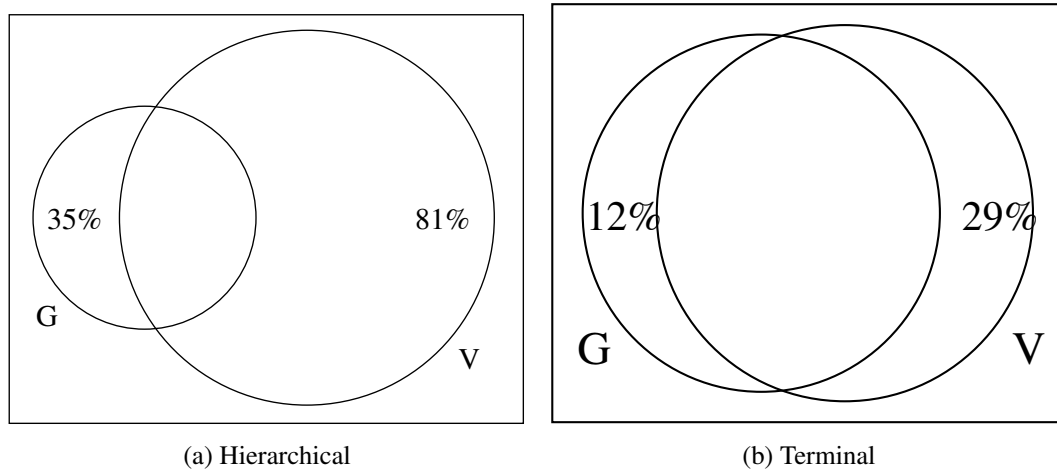 35%
81%
G
V
(a) Hierarchical
12%
29%
G
V
(b) Terminal